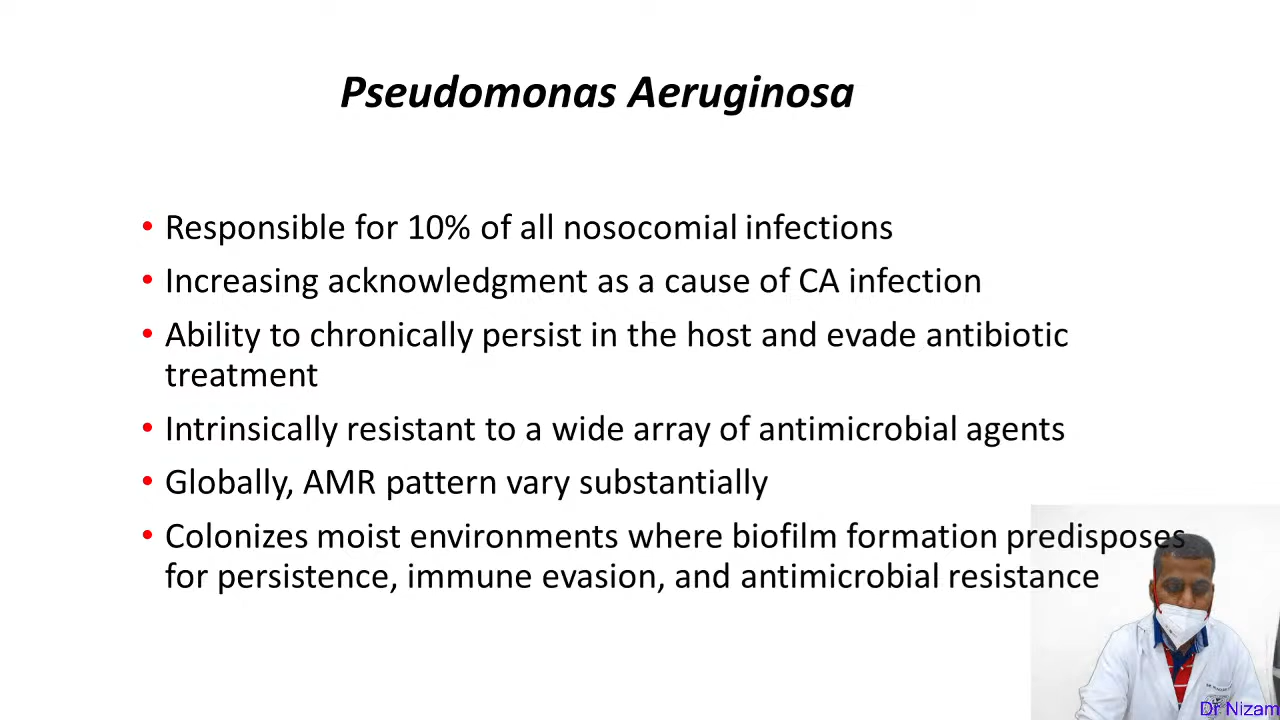 Pseudomonas Aeruginosa
• Responsible for 10% of all nosocomial infections
• Increasing acknowledgment as a cause of CA infection
• Ability to chronically persist in the host and evade antibiotic
treatment
• Intrinsically resistant to a wide array of antimicrobial agents
• Globally, AMR pattern vary substantially
• Colonizes moist environments where biofilm formation predisposes
for persistence, immune evasion, and antimicrobial resistance
Dr Nizam